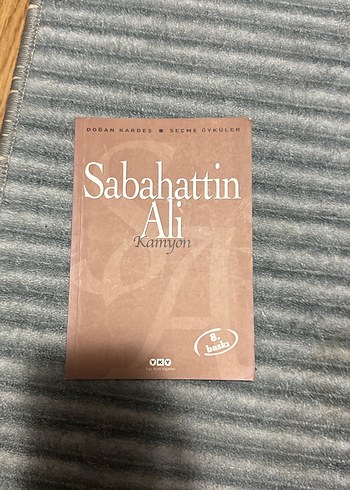 DOĞAN KARDEŞ ■ SEÇME ÖYKÜLER
Sabahattin
Ali
Kamyon
8.
baskı
YKY